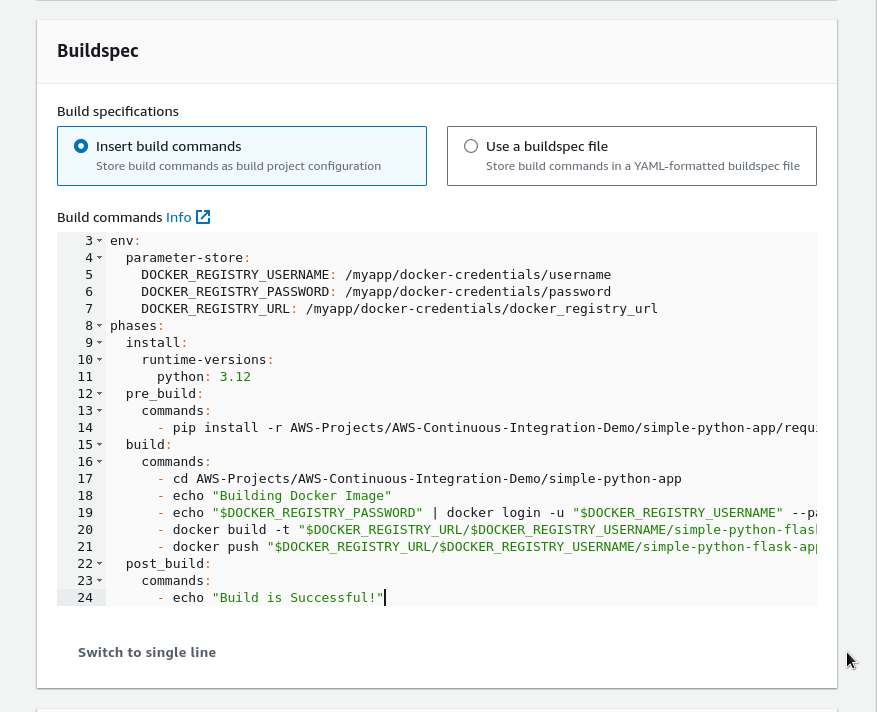 Buildspec
Build specifications
Insert build commands
Store build commands as build project configuration
Use a buildspec file
Store build commands in a YAML-formatted buildspec file
Build commands Info
3 env:
4 parameter-store:
5 DOCKER_REGISTRY_USERNAME: /myapp/docker-credentials/username
6 DOCKER_REGISTRY_PASSWORD: /myapp/docker-credentials/password
7 DOCKER_REGISTRY_URL: /myapp/docker-credentials/docker_registry_url
8 phases:
9 install:
10 runtime-versions:
11 python: 3.12
12 pre_build:
13 commands:
14 - pip install -r AWS-Projects/AWS-Continuous-Integration-Demo/simple-python-app/requi
15 build:
16 commands:
17 - cd AWS-Projects/AWS-Continuous-Integration-Demo/simple-python-app
18 - echo "Building Docker Image"
19 - echo "$DOCKER_REGISTRY_PASSWORD" | docker login -u "$DOCKER_REGISTRY_USERNAME" --pa
20 - docker build -t "$DOCKER_REGISTRY_URL/$DOCKER_REGISTRY_USERNAME/simple-python-flask
21 - docker push "$DOCKER_REGISTRY_URL/$DOCKER_REGISTRY_USERNAME/simple-python-flask-app
22 post_build:
23 commands:
24 - echo "Build is Successful!"
Switch to single line